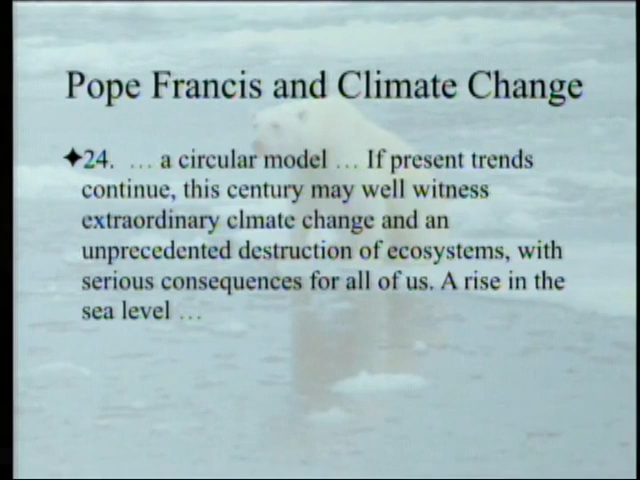 Pope Francis and Climate Change
✦24. … a circular model … If present trends
continue, this century may well witness
extraordinary clmate change and an
unprecedented destruction of ecosystems, with
serious consequences for all of us. A rise in the
sea level …